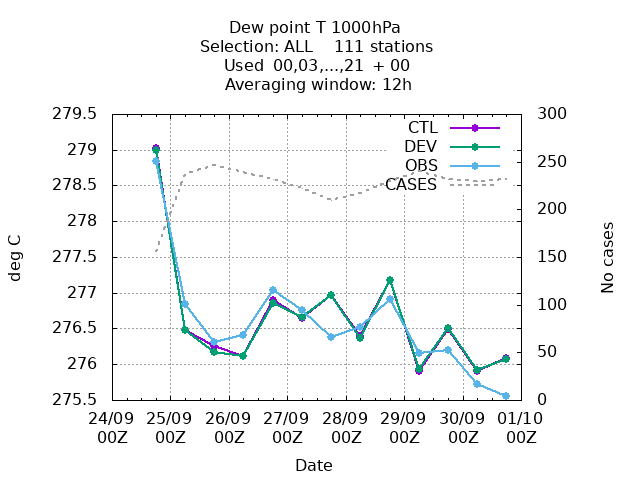 Dew point T 1000hPa
Selection: ALL    111 stations
Used  00,03,...,21  + 00
Averaging window: 12h
279.5
279
278.5
278
277.5
277
276.5
276
275.5
deg C
300
250
200
150
100
50
0
No cases
CTL
DEV
OBS
CASES
24/09 25/09 26/09 27/09 28/09 29/09 30/09 01/10
00Z 00Z 00Z 00Z 00Z 00Z 00Z 00Z
Date